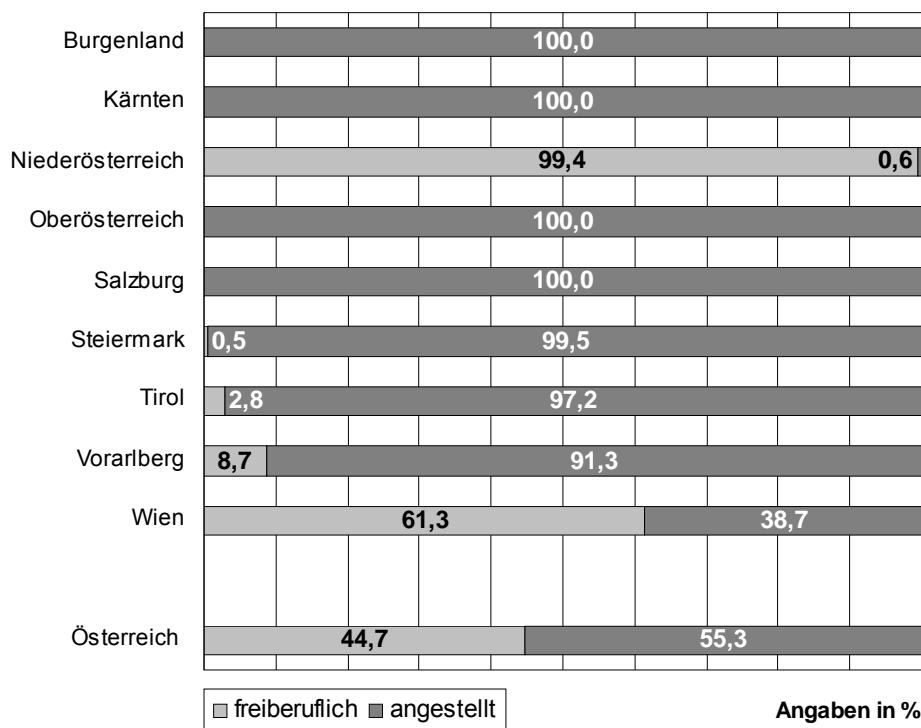 Burgenland 100,0
Kärnten 100,0
Niederösterreich 99,4 0,6
Oberösterreich 100,0
Salzburg 100,0
Steiermark 0,5 99,5
Tirol 2,8 97,2
Vorarlberg 8,7 91,3
Wien 61,3 38,7
Österreich 44,7 55,3
freiberuflich angestellt Angaben in %